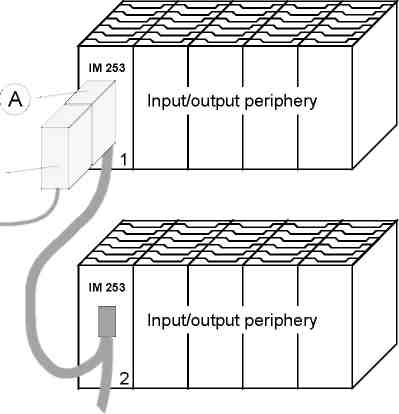 IM 253
A
Input/output periphery
1
IM 253
Input/output periphery
2